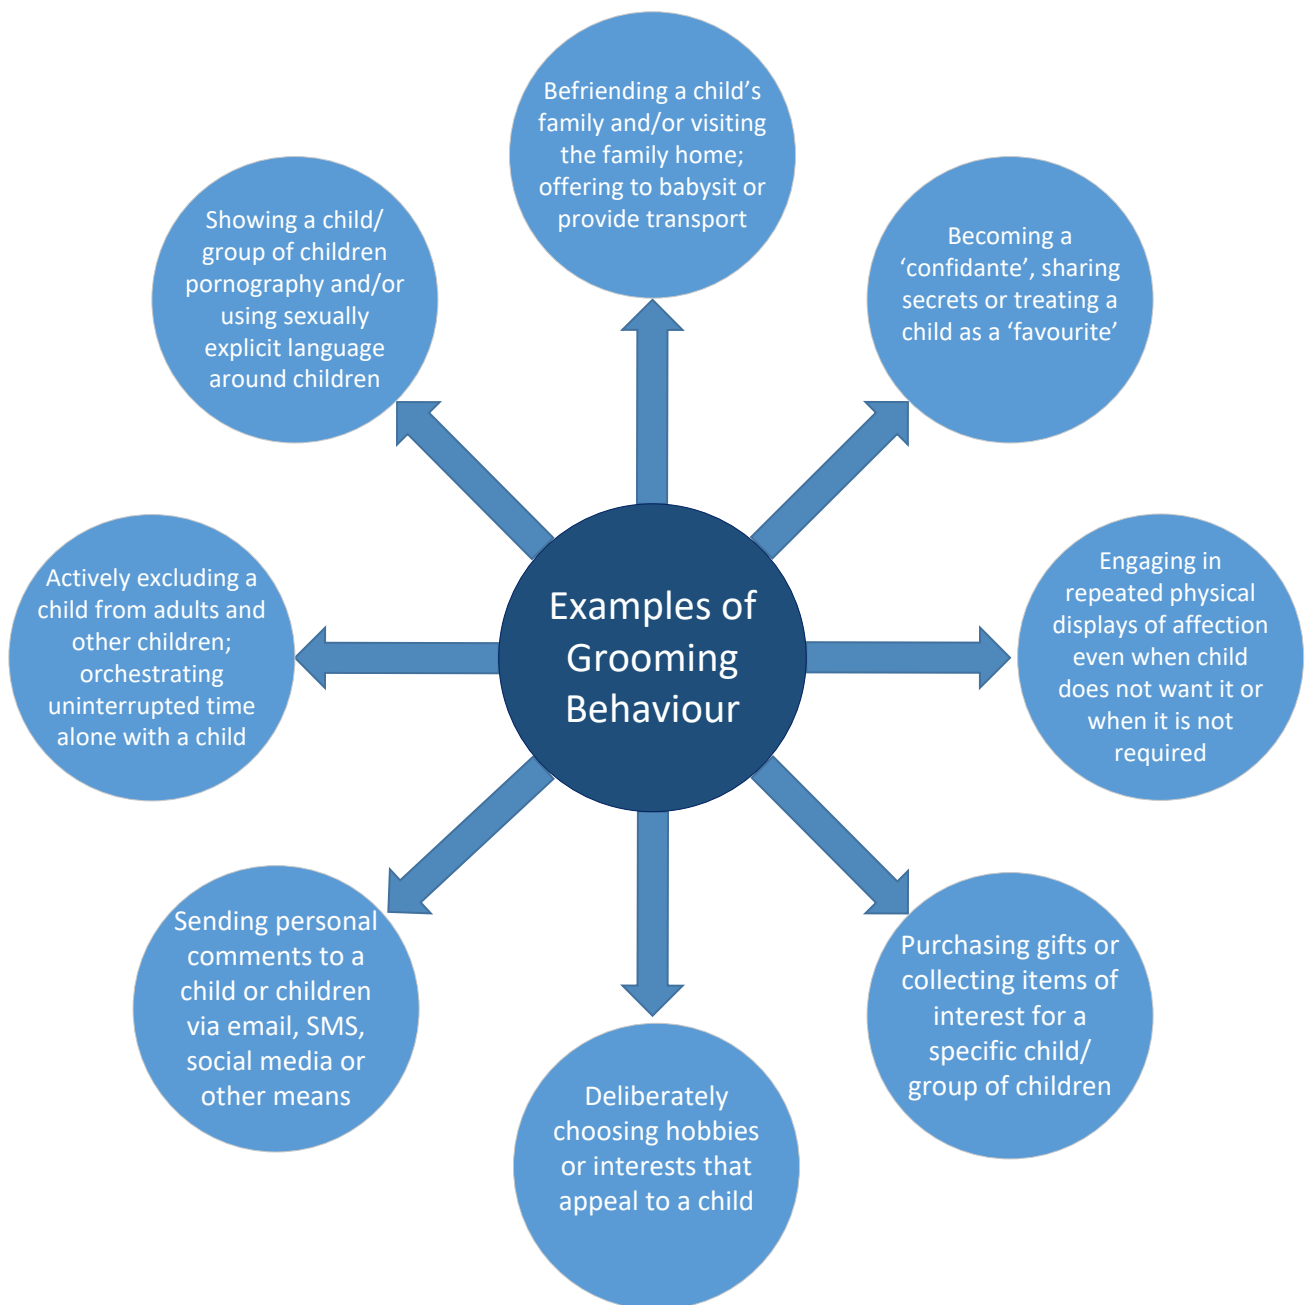 Examples of
Grooming
Behaviour
Befriending a child’s
family and/or visiting
the family home;
offering to babysit or
provide transport
Becoming a
‘confidante’, sharing
secrets or treating a
child as a ‘favourite’
Engaging in
repeated physical
displays of affection
even when child
does not want it or
when it is not
required
Purchasing gifts or
collecting items of
interest for a
specific child/
group of children
Deliberately
choosing hobbies
or interests that
appeal to a child
Sending personal
comments to a
child or children
via email, SMS,
social media or
other means
Actively excluding a
child from adults and
other children;
orchestrating
uninterrupted time
alone with a child
Showing a child/
group of children
pornography and/or
using sexually
explicit language
around children